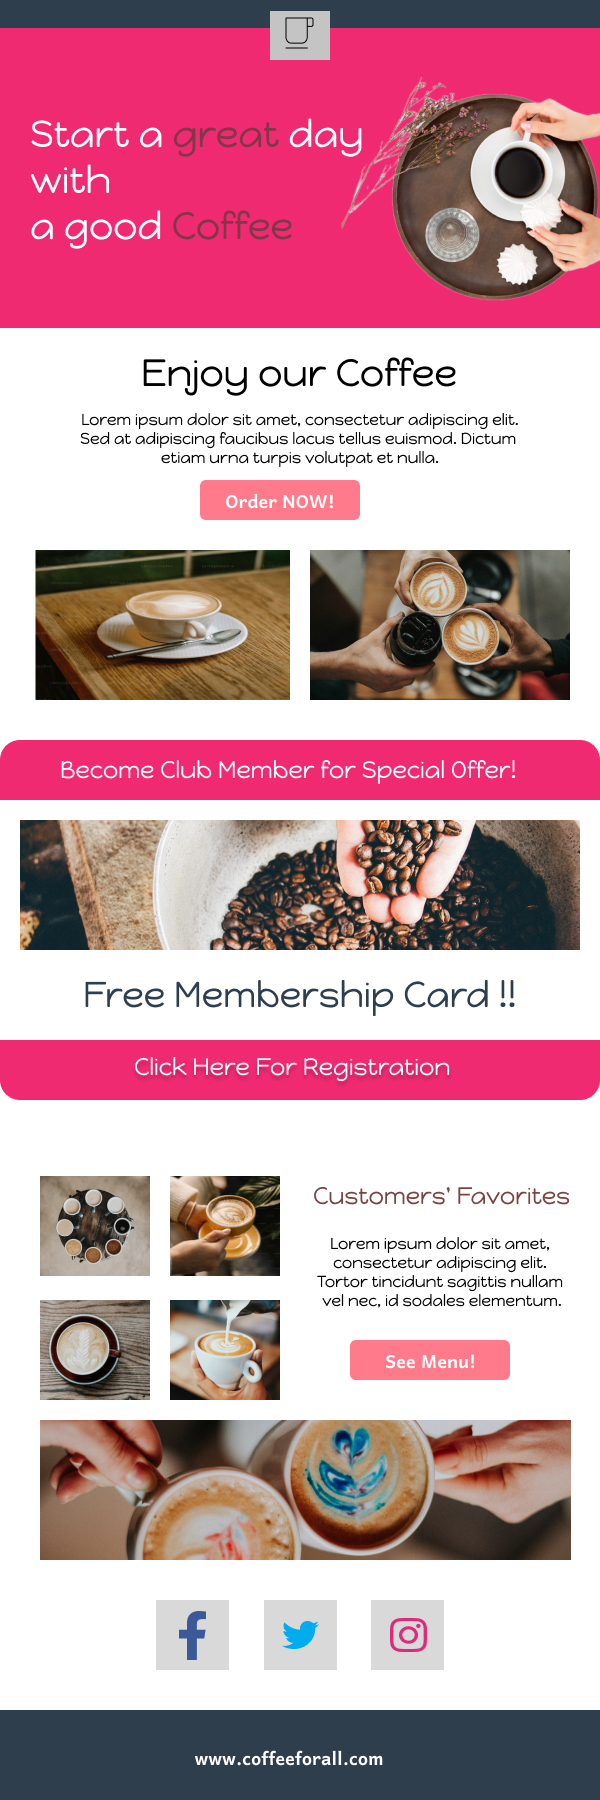 Start a great day
with
a good Coffee
Enjoy our Coffee
Lorem ipsum dolor sit amet, consectetur adipiscing elit.
Sed at adipiscing faucibus lacus tellus euismod. Dictum
etiam urna turpis volutpat et nulla.
Order NOW!
Become Club Member for Special Offer!
Free Membership Card !!
Click Here For Registration
Customers' Favorites
Lorem ipsum dolor sit amet,
consectetur adipiscing elit.
Tortor tincidunt sagittis nullam
vel nec, id sodales elementum.
See Menu!
www.coffeeforall.com